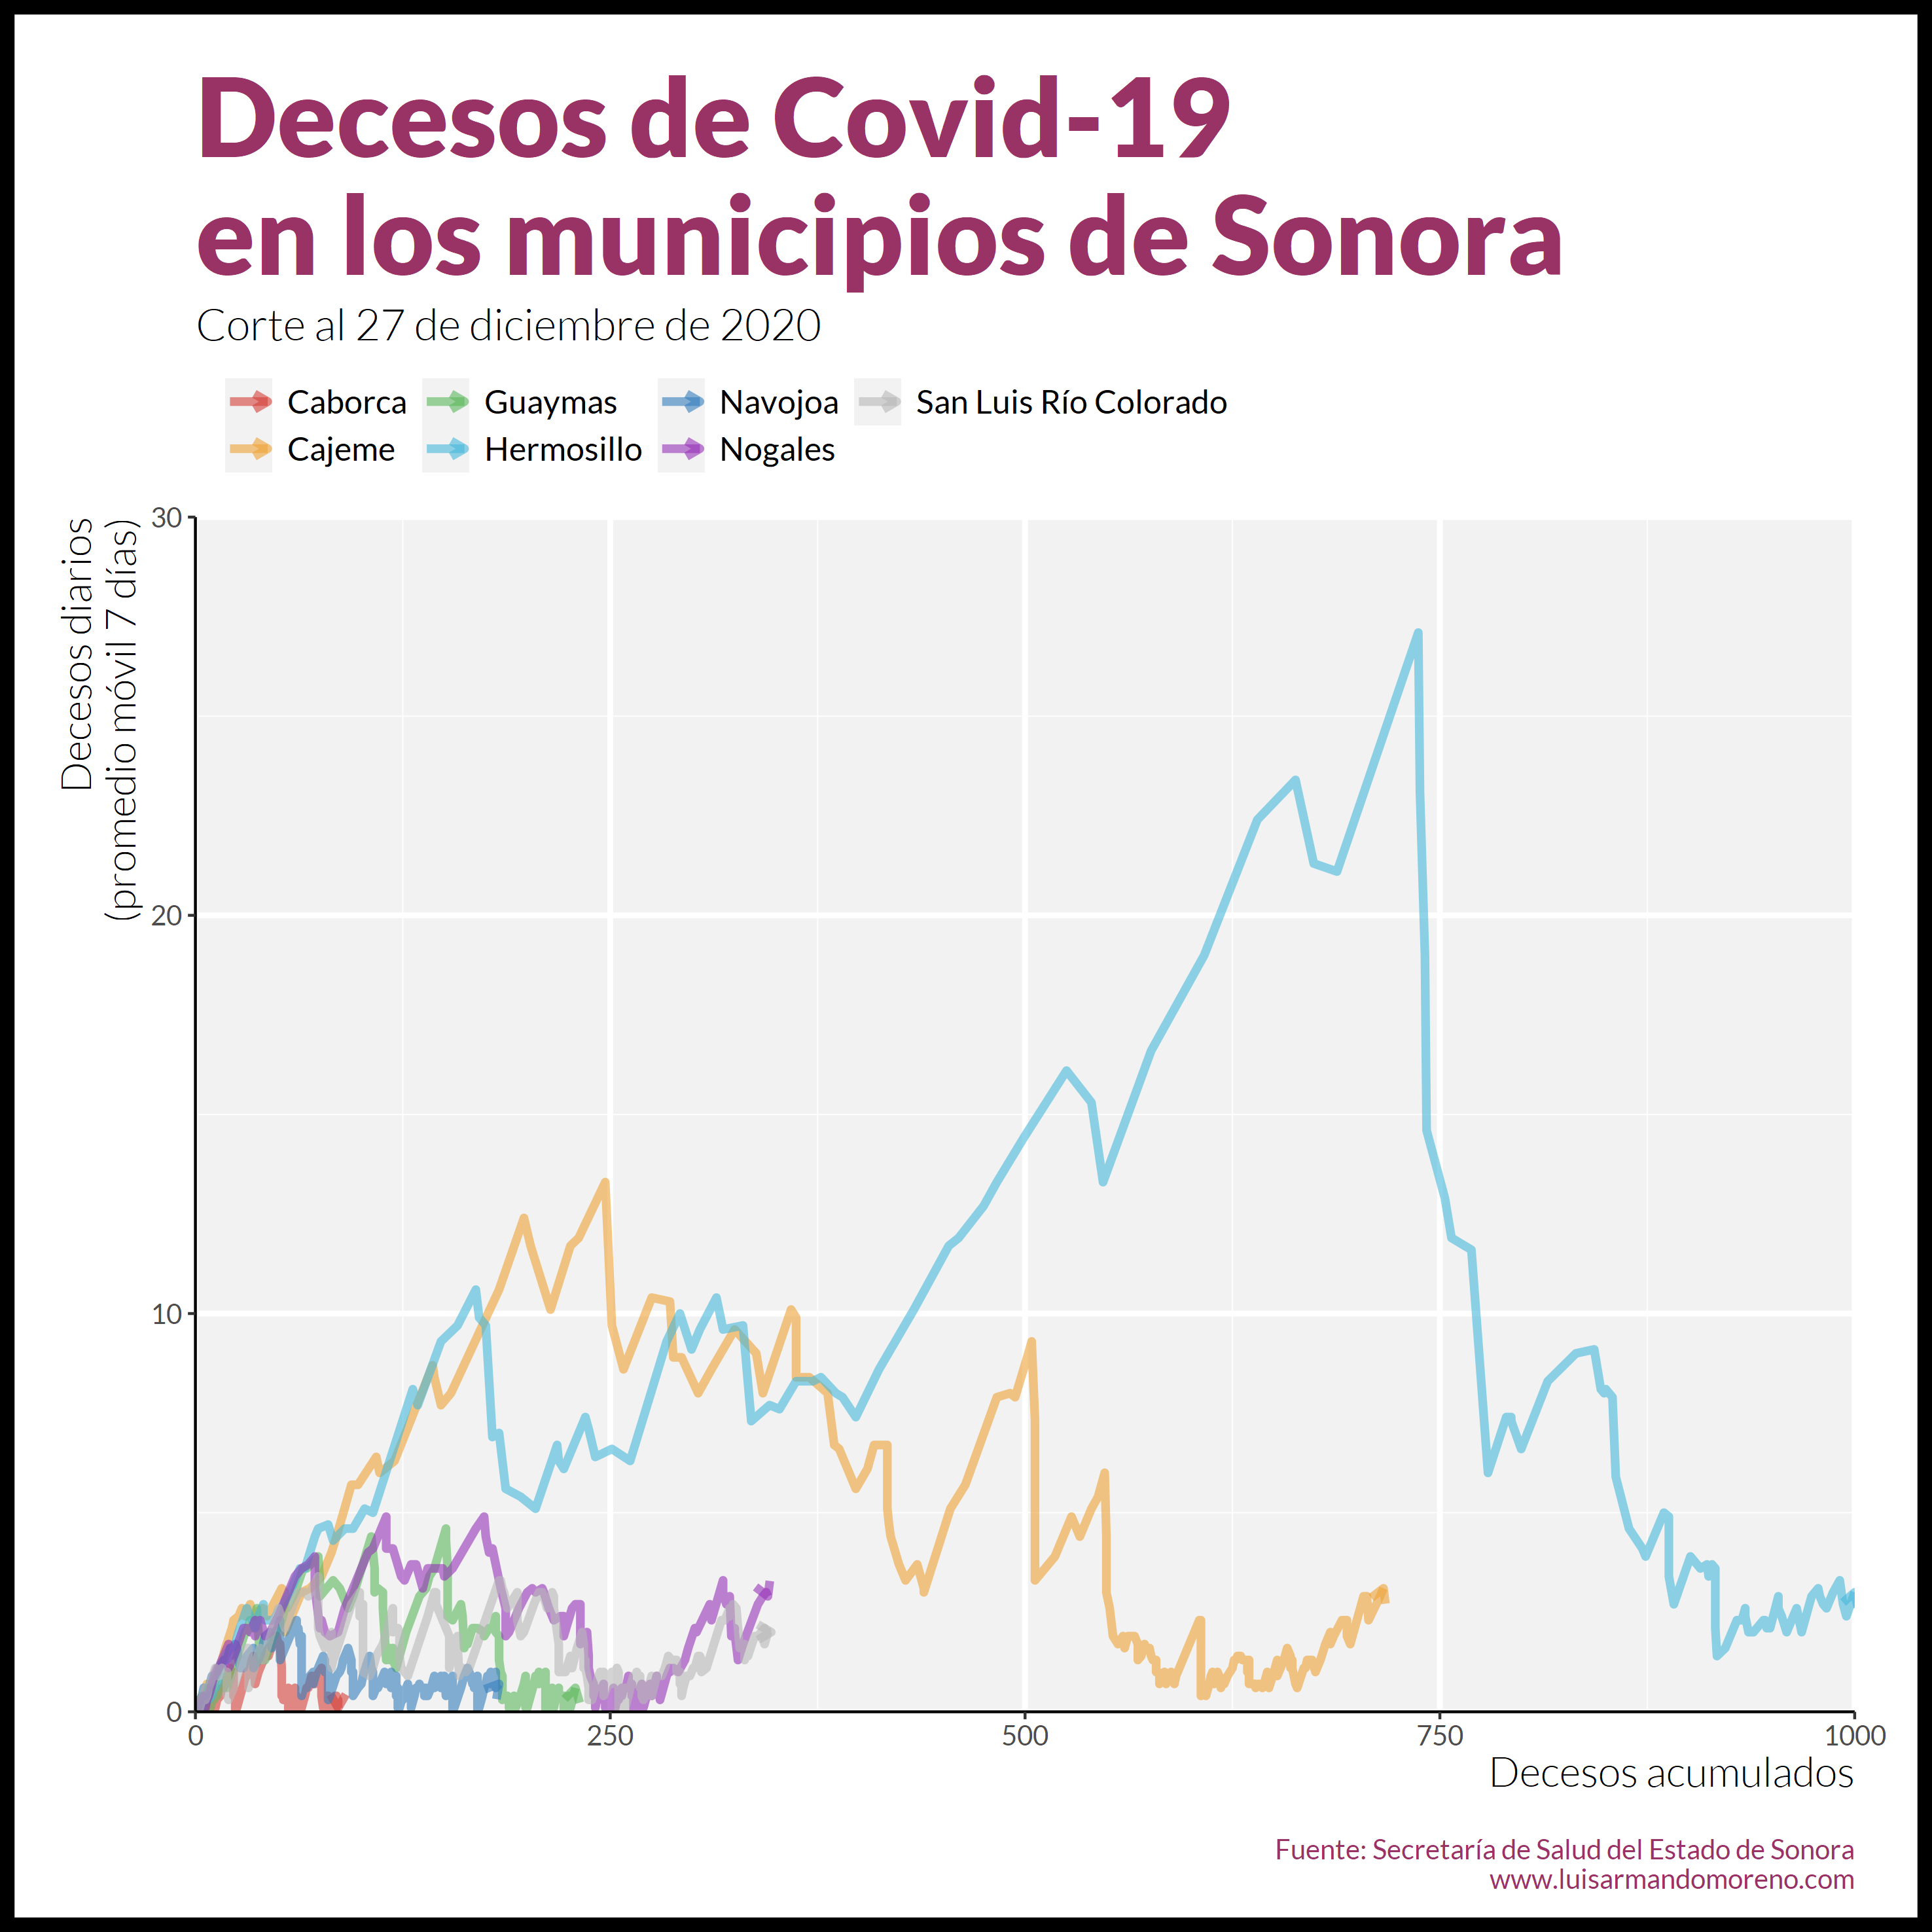 Decesos de Covid-19
en los municipios de Sonora
Corte al 27 de diciembre de 2020
Caborca Guaymas Navojoa San Luis Río Colorado
Cajeme Hermosillo Nogales
Decesos diarios
(promedio móvil 7 días)
30
20
10
0
0 250 500 750 1000
Decesos acumulados
Fuente: Secretaría de Salud del Estado de Sonora
www.luisarmandomoreno.com